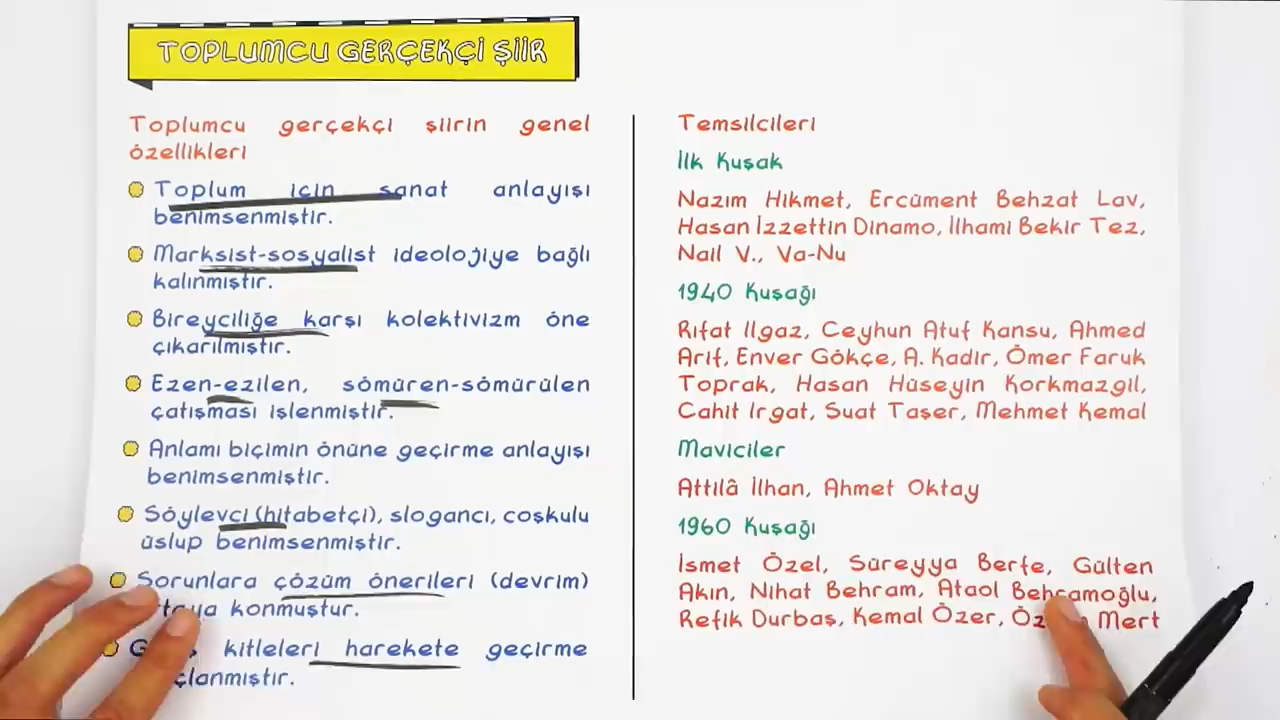 TOPLUMCU GERÇEKÇİ ŞİİR
Toplumcu gerçekçi şiirin genel
özellikleri
Toplum için sanat anlayışı
benimsenmiştir.
Marksist-sosyalist ideolojiye bağlı
kalınmıştır.
Bireyciliğe karşı kolektivizm öne
çıkarılmıştır.
Ezen-ezilen, sömüren-sömürülen
çatışması işlenmiştir.
Anlamı biçimin önüne geçirme anlayışı
benimsenmiştir.
Söylevci (hitabetçi), slogancı, coşkulu
üslup benimsenmiştir.
Sorunlara çözüm önerileri (devrim)
konmuştur.
kitleleri harekete geçirme
Temsilcileri
İlk Kuşak
Nazım Hikmet, Ercüment Behzat Lav,
Hasan İzzettin Dinamo, İlhami Bekir Tez,
Nail V., Va-Nu
1940 Kuşağı
Rıfat Ilgaz, Ceyhun Atuf Kansu, Ahmed
Arif, Enver Gökçe, A. Kadir, Ömer Faruk
Toprak, Hasan Hüseyin Korkmazgil,
Cahit Irgat, Suat Taşer, Mehmet Kemal
Maviciler
Attilâ İlhan, Ahmet Oktay
1960 Kuşağı
İsmet Özel, Süreyya Berfe, Gülten
Akın, Nihat Behram, Ataol Behramoğlu,
Refik Durbaş, Kemal Özer, Mert